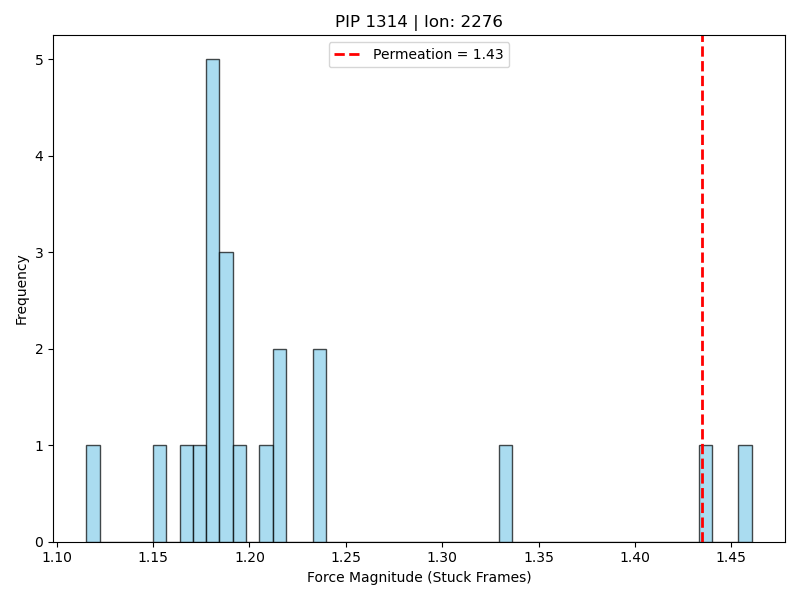 PIP 1314 | Ion: 2276
Permeation = 1.43
Frequency
5
4
3
2
1
0
1.10 1.15 1.20 1.25 1.30 1.35 1.40 1.45
Force Magnitude (Stuck Frames)